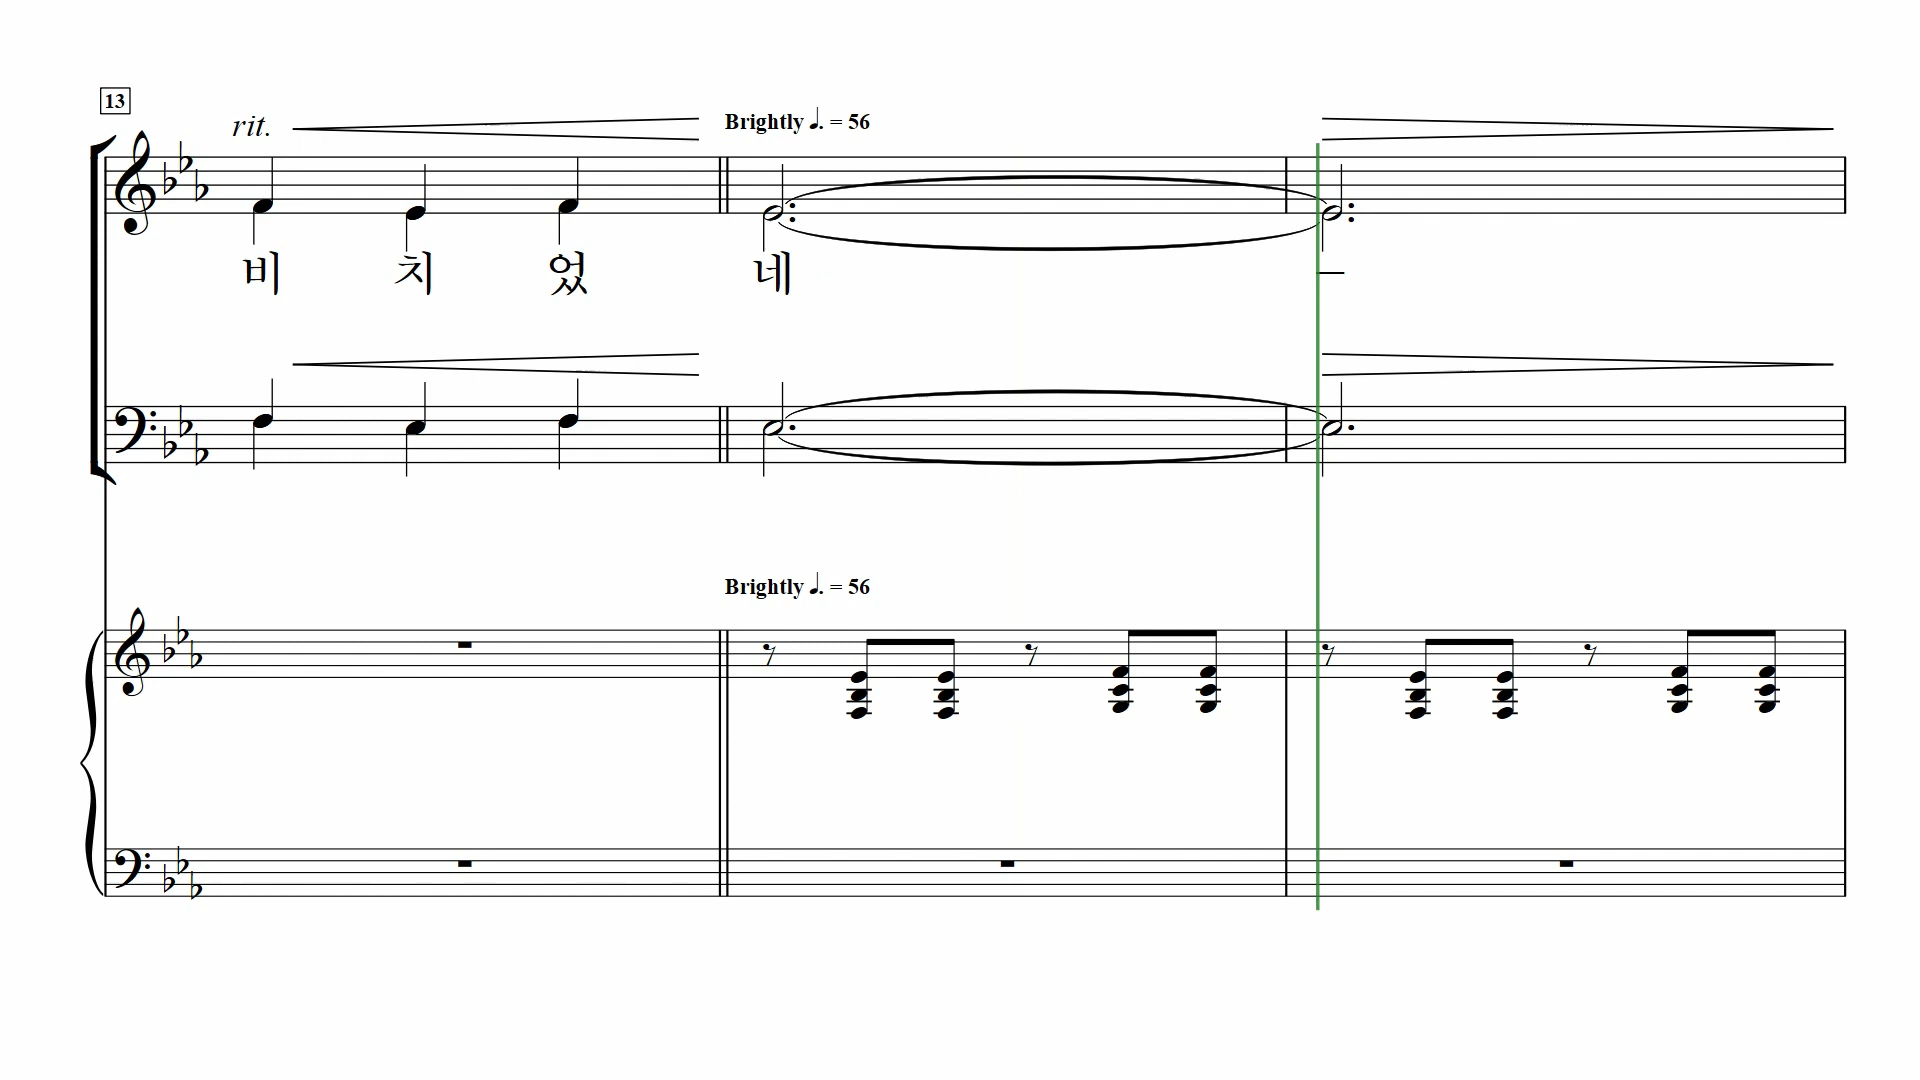 13
rit.
Brightly 𝅗𝅥. = 56
비 치 었 네
Brightly 𝅗𝅥. = 56